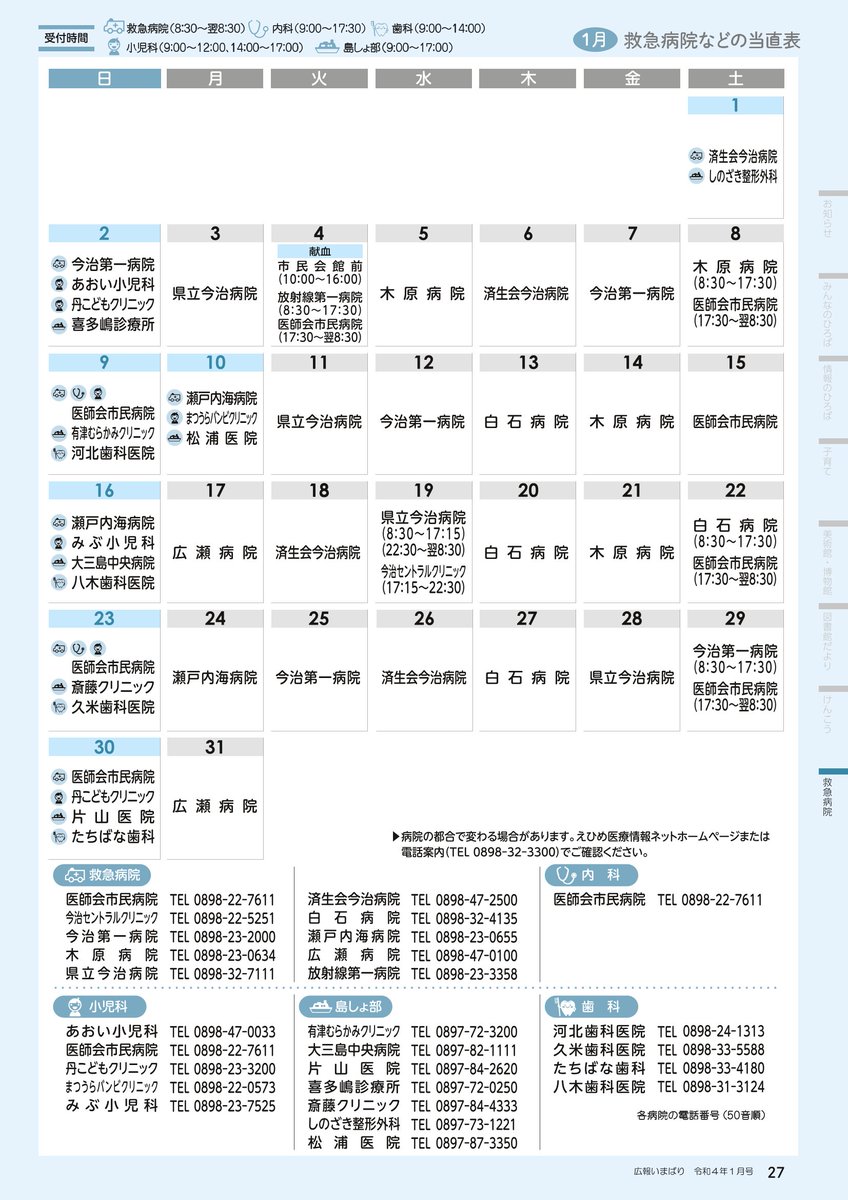 受付時間
救急病院(8:30～翌8:30) 内科(9:00～17:30) 歯科(9:00～14:00)
小児科(9:00～12:00、14:00～17:00) 島しょ部(9:00～17:00)
1月 救急病院などの当直表
日 月 火 水 木 金 土
1
済生会今治病院
しのざき整形外科
2
今治第一病院
あおい小児科
丹こどもクリニック
喜多嶋診療所
3
県立今治病院
4
献血
市民会館前
(10:00～16:00)
放射線第一病院
(8:30～17:30)
医師会市民病院
(17:30～翌8:30)
5
木原病院
6
済生会今治病院
7
今治第一病院
8
木原病院
(8:30～17:30)
医師会市民病院
(17:30～翌8:30)
9
医師会市民病院
有津むらかみクリニック
河北歯科医院
10
瀬戸内海病院
まつうらバンビクリニック
松浦医院
11
県立今治病院
12
今治第一病院
13
白石病院
14
木原病院
15
医師会市民病院
16
瀬戸内海病院
みぶ小児科
大三島中央病院
八木歯科医院
17
広瀬病院
18
済生会今治病院
19
県立今治病院
(8:30～17:15)
(22:30～翌8:30)
今治セントラルクリニック
(17:15～22:30)
20
白石病院
21
木原病院
22
白石病院
(8:30～17:30)
医師会市民病院
(17:30～翌8:30)
23
医師会市民病院
斎藤クリニック
久米歯科医院
24
瀬戸内海病院
25
今治第一病院
26
済生会今治病院
27
白石病院
28
県立今治病院
29
今治第一病院
(8:30～17:30)
医師会市民病院
(17:30～翌8:30)
30
医師会市民病院
丹こどもクリニック
片山医院
たちばな歯科
31
広瀬病院
▶病院の都合で変わる場合があります。えひめ医療情報ネットホームページまたは
電話案内(TEL 0898-32-3300)でご確認ください。
救急病院
医師会市民病院 TEL 0898-22-7611
今治セントラルクリニック TEL 0898-22-5251
今治第一病院 TEL 0898-23-2000
木原病院 TEL 0898-23-0634
県立今治病院 TEL 0898-32-7111
済生会今治病院 TEL 0898-47-2500
白石病院 TEL 0898-32-4135
瀬戸内海病院 TEL 0898-23-0655
広瀬病院 TEL 0898-47-0100
放射線第一病院 TEL 0898-23-3358
内科
医師会市民病院 TEL 0898-22-7611
小児科
あおい小児科 TEL 0898-47-0033
医師会市民病院 TEL 0898-22-7611
丹こどもクリニック TEL 0898-23-3200
まつうらバンビクリニック TEL 0898-22-0573
みぶ小児科 TEL 0898-23-7525
島しょ部
有津むらかみクリニック TEL 0897-72-3200
大三島中央病院 TEL 0897-82-1111
片山医院 TEL 0897-84-2620
喜多嶋診療所 TEL 0897-72-0250
斎藤クリニック TEL 0897-84-4333
しのざき整形外科 TEL 0897-73-1221
松浦医院 TEL 0897-87-3350
歯科
河北歯科医院 TEL 0898-24-1313
久米歯科医院 TEL 0898-33-5588
たちばな歯科 TEL 0898-33-4180
八木歯科医院 TEL 0898-31-3124
各病院の電話番号(50音順)
お知らせ
みんなのひろば
情報のひろば
子育て
美術館・博物館
図書館だより
けんこう
救急病院
広報いまばり 令和4年1月号 27